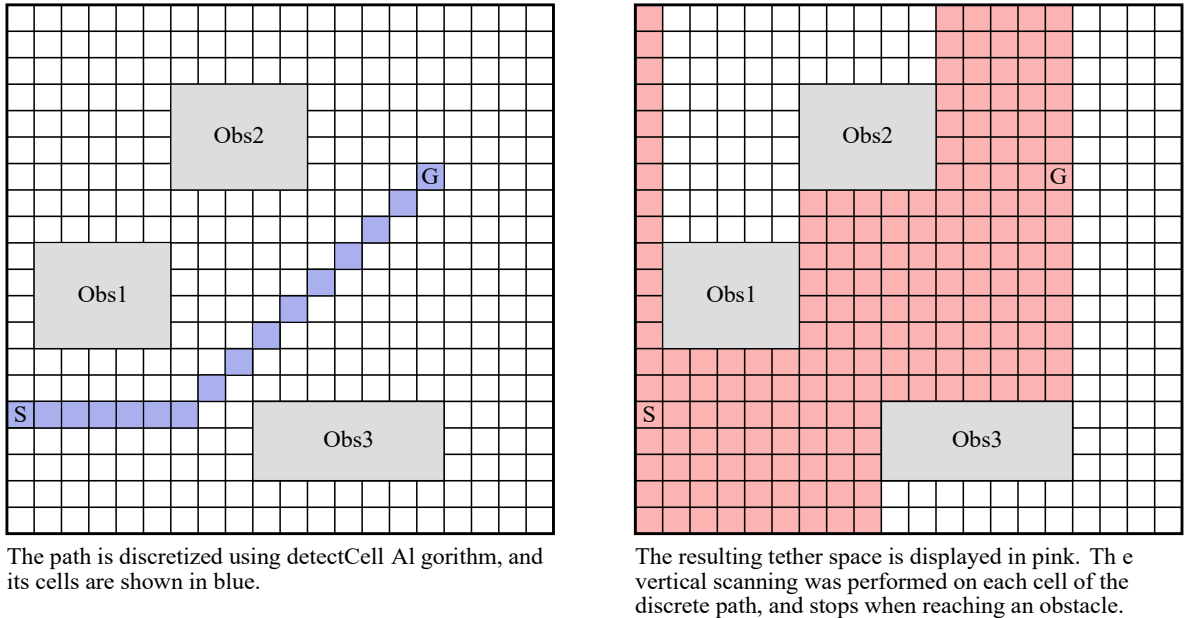 Obs2
G
Obs1
S
Obs3
The path is discretized using detectCell Al gorithm, and
its cells are shown in blue.
Obs2
G
Obs1
S
Obs3
The resulting tether space is displayed in pink. Th e
vertical scanning was performed on each cell of the
discrete path, and stops when reaching an obstacle.